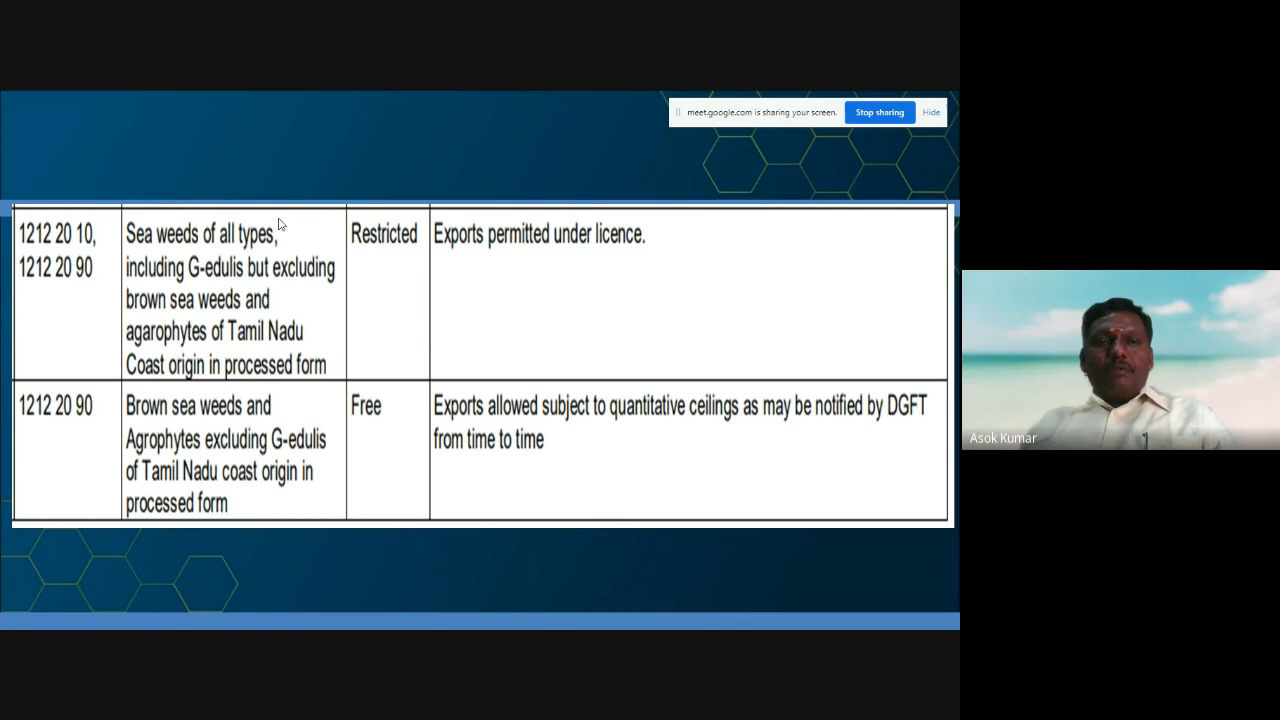 meet.google.com is sharing your screen.
Stop sharing
Hide
1212 20 10,
1212 20 90
Sea weeds of all types,
including G-edulis but excluding
brown sea weeds and
agarophytes of Tamil Nadu
Coast origin in processed form
Restricted
Exports permitted under licence.
1212 20 90
Brown sea weeds and
Agrophytes excluding G-edulis
of Tamil Nadu coast origin in
processed form
Free
Exports allowed subject to quantitative ceilings as may be notified by DGFT
from time to time
Asok Kumar